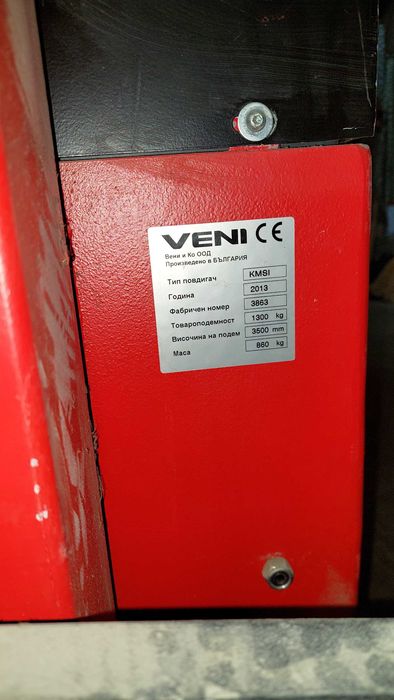 VENI CE
Вени и Ко ООД
Произведено в БЪЛГАРИЯ
Тип повдигач KMSI
Година 2013
Фабричен номер 3863
Товароподемност 1300 kg
Височина на подем 3500 mm
Маса 860 kg